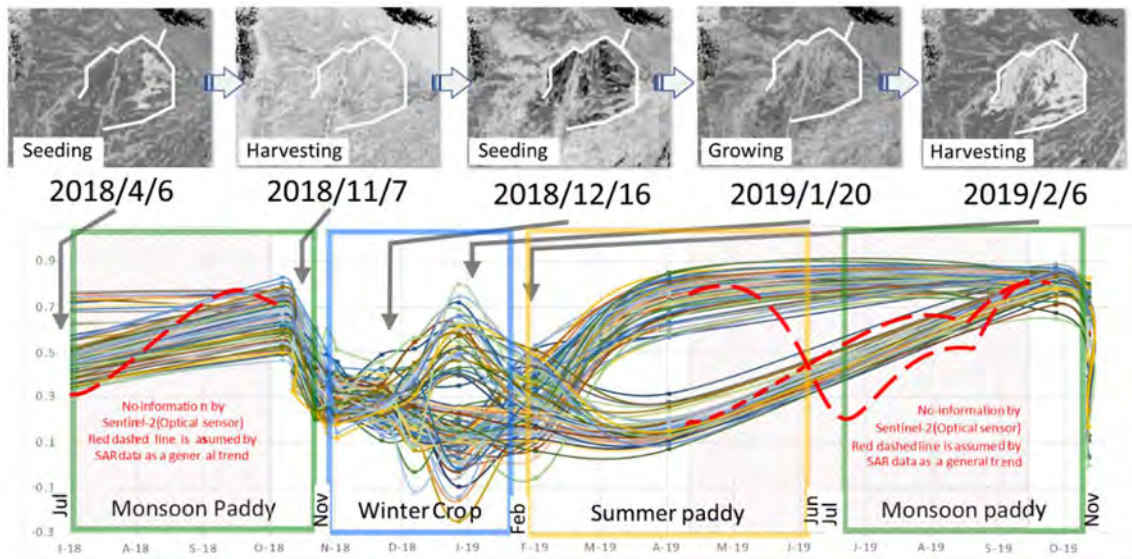 Seeding
Harvesting
Seeding
Growing
Harvesting
2018/4/6
2018/11/7
2018/12/16
2019/1/20
2019/2/6
0.9
0.7
0.5
0.3
0.1
-0.1
-0.3
No-information by
Sentirel-2(Optical sensor)
Red dashed line is assumed by
SAR data as a general trend
No-information by
Sentirel-2(Optical sensor)
Red dashed line is assumed by
SAR data as a general trend
Jul
Monsoon Paddy
Nov
Winter Crop
Feb
Summer paddy
Jun
Jul
Monsoon paddy
Nov
J-18
A-18
S-18
O-18
N-18
D-18
J-19
F-19
M-19
A-19
M-19
J-19
J-19
A-19
S-19
O-19